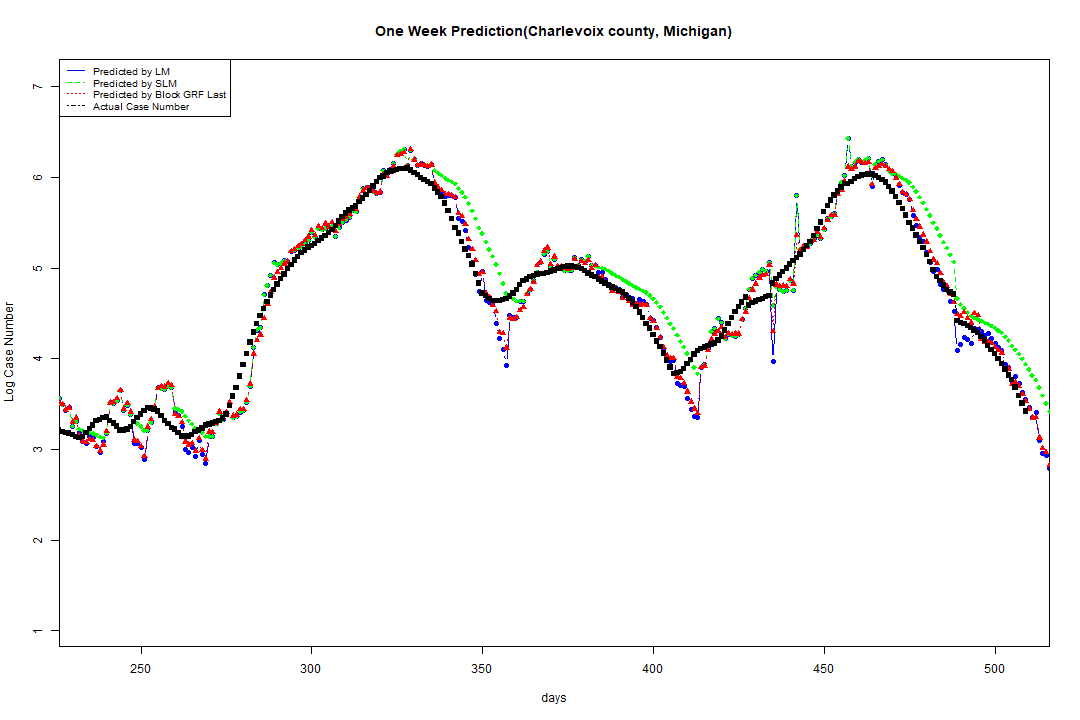 One Week Prediction(Charlevoix county, Michigan)
Predicted by LM
Predicted by SLM
Predicted by Block GRF Last
Actual Case Number
7
6
5
4
3
2
1
Log Case Number
250 300 350 400 450 500
days